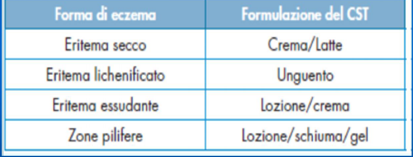 Forma di eczema Formulazione del CST
Eritema secco Crema/Latte
Eritema lichenificato Unguento
Eritema essudante Lozione/crema
Zone pilifere Lozione/schiuma/gel